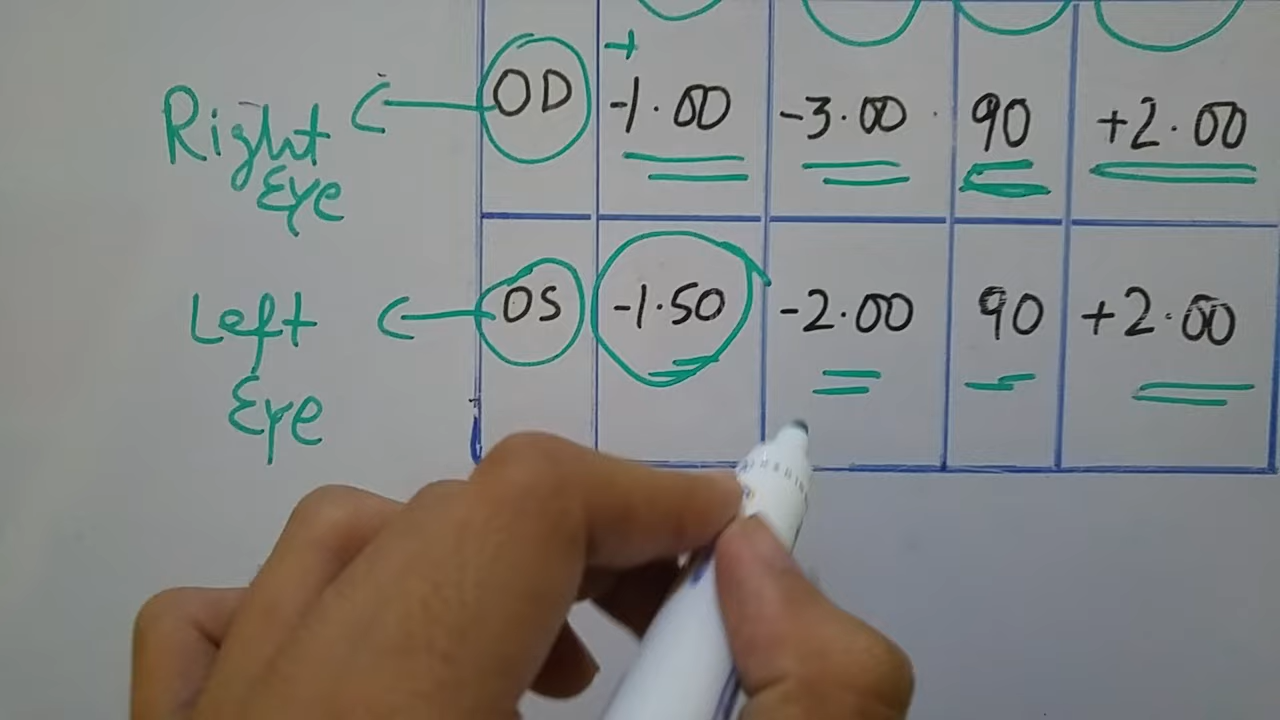 +
Right
Eye
OD -1.00 -3.00 90 +2.00
Left
Eye
OS -1.50 -2.00 90 +2.00